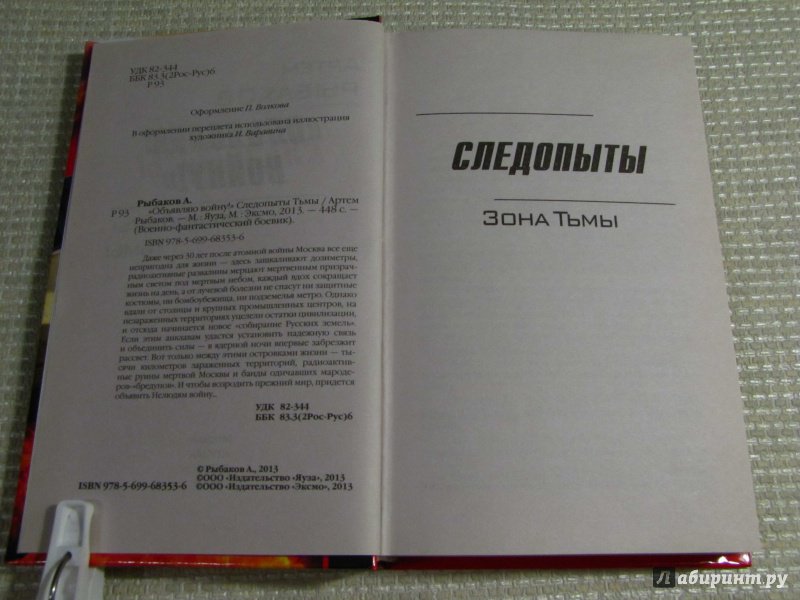 УДК 82-344
ББК 83.3(2Рос-Рус)6
Р 93
Оформление П. Волкова
В оформлении переплета использована иллюстрация
художника И. Варавина
Рыбаков А.
Р 93 «Объявляю войну!» Следопыты Тьмы / Артем
Рыбаков. — М. : Яуза, М. : Эксмо, 2013. — 448 с. —
(Военно-фантастический боевик).
ISBN 978-5-699-68353-6
Даже через 30 лет после атомной войны Москва все еще
непригодна для жизни — здесь зашкаливают дозиметры,
радиоактивные развалины мерцают мертвенным призрач-
ным светом под мертвым небом, каждый вдох сокращает
жизнь на день, а от лучевой болезни не спасут ни защитные
костюмы, ни бомбоубежища, ни подземелья метро. Однако
вдали от столицы и крупных промышленных центров, на
незараженных территориях уцелели остатки цивилизации,
и отсюда начинается новое «собирание Русских земель».
Если этим анклавам удастся установить надежную связь
и объединить силы — в ядерной ночи впервые забрезжит
рассвет. Вот только между этими островками жизни — ты-
сячи километров зараженных территорий, радиоактив-
ные руины мертвой Москвы и банды одичавших мароде-
ров-«бредунов». И чтобы возродить прежний мир, придется
объявить Нелюдям войну...
УДК 82-344
ББК 83.3(2Рос-Рус)6
© Рыбаков А., 2013
©ООО «Издательство «Яуза», 2013
ISBN 978-5-699-68353-6 ©ООО «Издательство «Эксмо», 2013
СЛЕДОПЫТЫ
ЗОНА ТЬМЫ
Лабиринт.ру